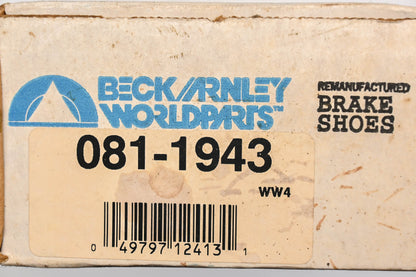 BECK/ARNLEY
WORLDPARTS™
REMANUFACTURED
BRAKE
SHOES
081-1943
WW4
0 49797 12413 1